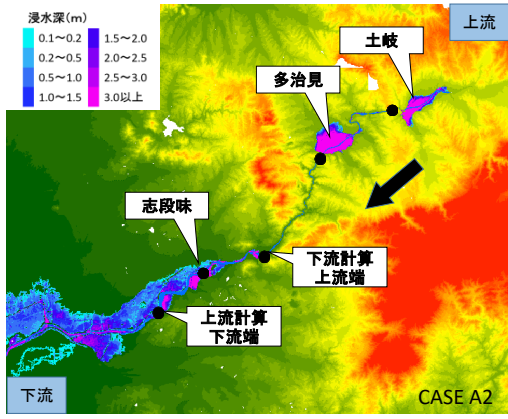 浸水深(m)
0.1～0.2
0.2～0.5
0.5～1.0
1.0～1.5
1.5～2.0
2.0～2.5
2.5～3.0
3.0以上
上流
土岐
多治見
志段味
下流計算
上流端
上流計算
下流端
下流
CASE A2